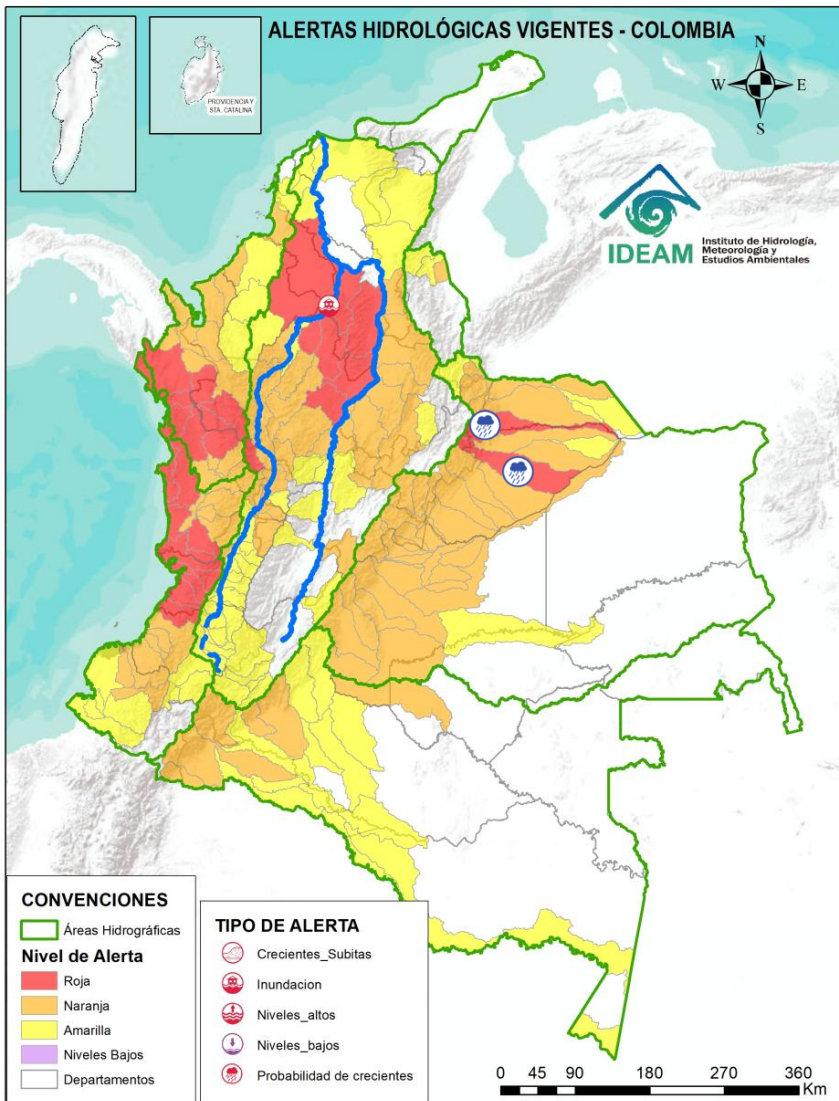 ALERTAS HIDROLÓGICAS VIGENTES - COLOMBIA
PROVIDENCIA Y
STA. CATALINA
N
W
E
S
IDEAM
Instituto de Hidrología,
Meteorología y
Estudios Ambientales
CONVENCIONES
Áreas Hidrográficas
Nivel de Alerta
Roja
Naranja
Amarilla
Niveles Bajos
Departamentos
TIPO DE ALERTA
Crecientes_Subitas
Inundacion
Niveles_altos
Niveles_bajos
Probabilidad de crecientes
0 45 90 180 270 360
Km